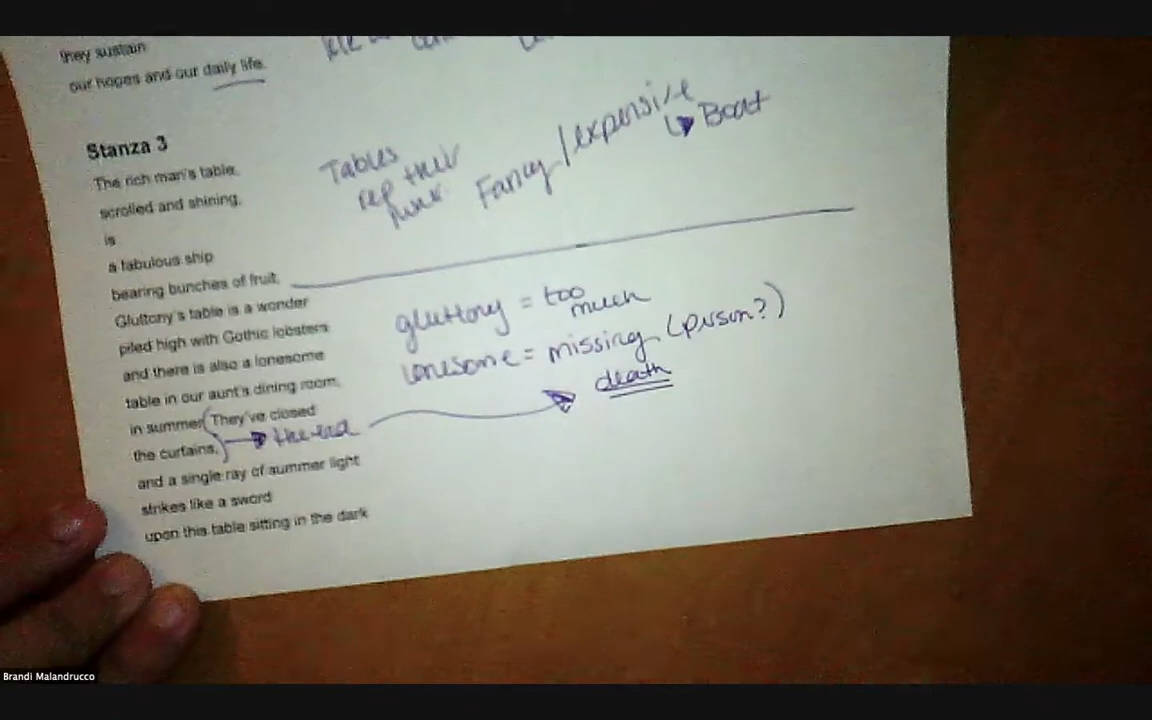 they sustain
our hopes and our daily life.
Stanza 3
The rich man's table,
scrolled and shining,
is
a fabulous ship
bearing bunches of fruit.
Gluttony's table is a wonder
piled high with Gothic lobsters
and there is also a lonesome
table in our aunt's dining room,
in summer. They've closed
the curtains,
and a single ray of summer light
strikes like a sword
upon this table sitting in the dark
Tables
rep their
Fancy/expensive
Boat
gluttony = too
much
lonesome = missing (person?)
death
the end
Brandi Malandrucco